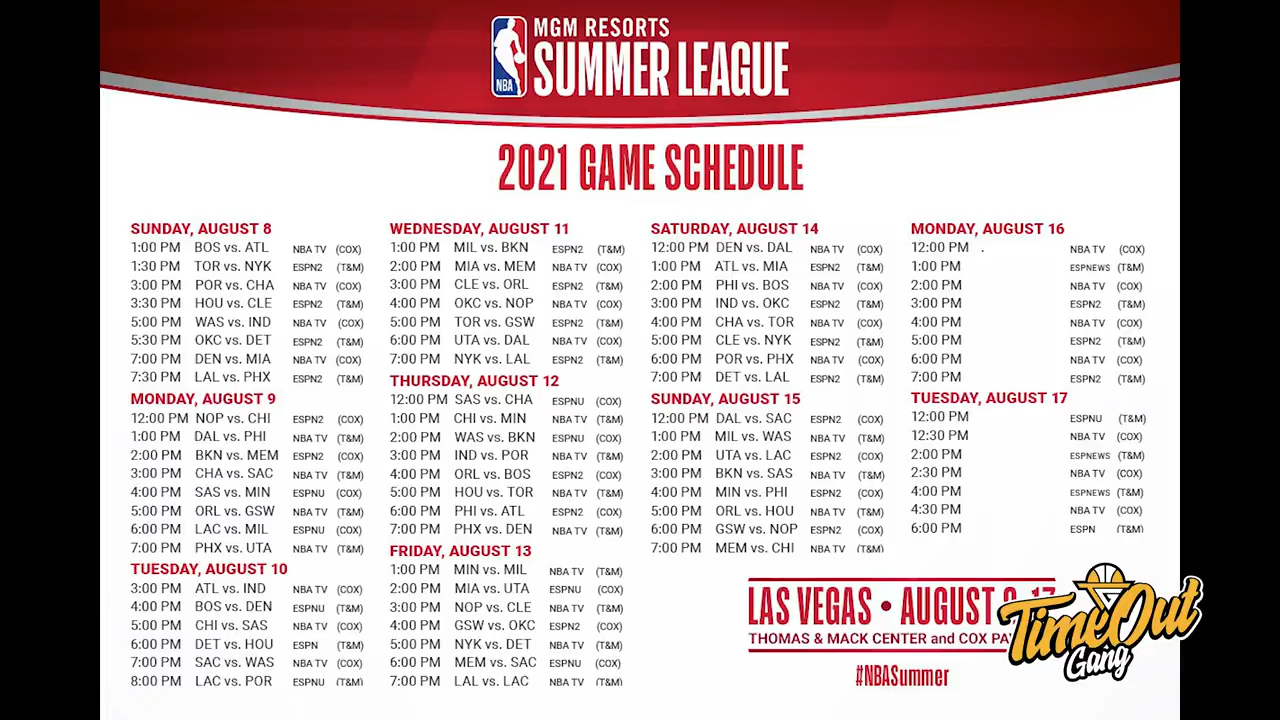 MGM RESORTS
SUMMER LEAGUE
NBA
2021 GAME SCHEDULE
SUNDAY, AUGUST 8
1:00 PM BOS vs. ATL NBA TV (COX)
1:30 PM TOR vs. NYK ESPN2 (T&M)
3:00 PM POR vs. CHA NBA TV (COX)
3:30 PM HOU vs. CLE ESPN2 (T&M)
5:00 PM WAS vs. IND NBA TV (COX)
5:30 PM OKC vs. DET ESPN2 (T&M)
7:00 PM DEN vs. MIA NBA TV (COX)
7:30 PM LAL vs. PHX ESPN2 (T&M)
MONDAY, AUGUST 9
12:00 PM NOP vs. CHI ESPN2 (COX)
1:00 PM DAL vs. PHI NBA TV (T&M)
2:00 PM BKN vs. MEM ESPN2 (COX)
3:00 PM CHA vs. SAC NBA TV (T&M)
4:00 PM SAS vs. MIN ESPNU (COX)
5:00 PM ORL vs. GSW NBA TV (T&M)
6:00 PM LAC vs. MIL ESPNU (COX)
7:00 PM PHX vs. UTA NBA TV (T&M)
TUESDAY, AUGUST 10
3:00 PM ATL vs. IND NBA TV (COX)
4:00 PM BOS vs. DEN ESPNU (T&M)
5:00 PM CHI vs. SAS NBA TV (COX)
6:00 PM DET vs. HOU ESPN (T&M)
7:00 PM SAC vs. WAS NBA TV (COX)
8:00 PM LAC vs. POR ESPNU (T&M)
WEDNESDAY, AUGUST 11
1:00 PM MIL vs. BKN ESPN2 (T&M)
2:00 PM MIA vs. MEM NBA TV (COX)
3:00 PM CLE vs. ORL ESPN2 (T&M)
4:00 PM OKC vs. NOP NBA TV (COX)
5:00 PM TOR vs. GSW ESPN2 (T&M)
6:00 PM UTA vs. DAL NBA TV (COX)
7:00 PM NYK vs. LAL ESPN2 (T&M)
THURSDAY, AUGUST 12
12:00 PM SAS vs. CHA ESPNU (COX)
1:00 PM CHI vs. MIN NBA TV (T&M)
2:00 PM WAS vs. BKN ESPNU (COX)
3:00 PM IND vs. POR NBA TV (T&M)
4:00 PM ORL vs. BOS ESPN2 (COX)
5:00 PM HOU vs. TOR NBA TV (T&M)
6:00 PM PHI vs. ATL ESPN2 (COX)
7:00 PM PHX vs. DEN NBA TV (T&M)
FRIDAY, AUGUST 13
1:00 PM MIN vs. MIL NBA TV (T&M)
2:00 PM MIA vs. UTA ESPNU (COX)
3:00 PM NOP vs. CLE NBA TV (T&M)
4:00 PM GSW vs. OKC ESPN2 (COX)
5:00 PM NYK vs. DET NBA TV (T&M)
6:00 PM MEM vs. SAC ESPNU (COX)
7:00 PM LAL vs. LAC NBA TV (T&M)
SATURDAY, AUGUST 14
12:00 PM DEN vs. DAL NBA TV (COX)
1:00 PM ATL vs. MIA ESPN2 (T&M)
2:00 PM PHI vs. BOS NBA TV (COX)
3:00 PM IND vs. OKC ESPN2 (T&M)
4:00 PM CHA vs. TOR NBA TV (COX)
5:00 PM CLE vs. NYK ESPN2 (T&M)
6:00 PM POR vs. PHX NBA TV (COX)
7:00 PM DET vs. LAL ESPN2 (T&M)
SUNDAY, AUGUST 15
12:00 PM DAL vs. SAC ESPN2 (COX)
1:00 PM MIL vs. WAS NBA TV (T&M)
2:00 PM UTA vs. LAC ESPN2 (COX)
3:00 PM BKN vs. SAS NBA TV (T&M)
4:00 PM MIN vs. PHI ESPN2 (COX)
5:00 PM ORL vs. HOU NBA TV (T&M)
6:00 PM GSW vs. NOP ESPN2 (COX)
7:00 PM MEM vs. CHI NBA TV (T&M)
MONDAY, AUGUST 16
12:00 PM . NBA TV (COX)
1:00 PM ESPNEWS (T&M)
2:00 PM NBA TV (COX)
3:00 PM ESPN2 (T&M)
4:00 PM NBA TV (COX)
5:00 PM ESPN2 (T&M)
6:00 PM NBA TV (COX)
7:00 PM ESPN2 (T&M)
TUESDAY, AUGUST 17
12:00 PM ESPNU (T&M)
12:30 PM NBA TV (COX)
2:00 PM ESPNEWS (T&M)
2:30 PM NBA TV (COX)
4:00 PM ESPNEWS (T&M)
4:30 PM NBA TV (COX)
6:00 PM ESPN (T&M)
LAS VEGAS • AUGUST
THOMAS & MACK CENTER and COX
#NBASummer
TimeOut
Gang